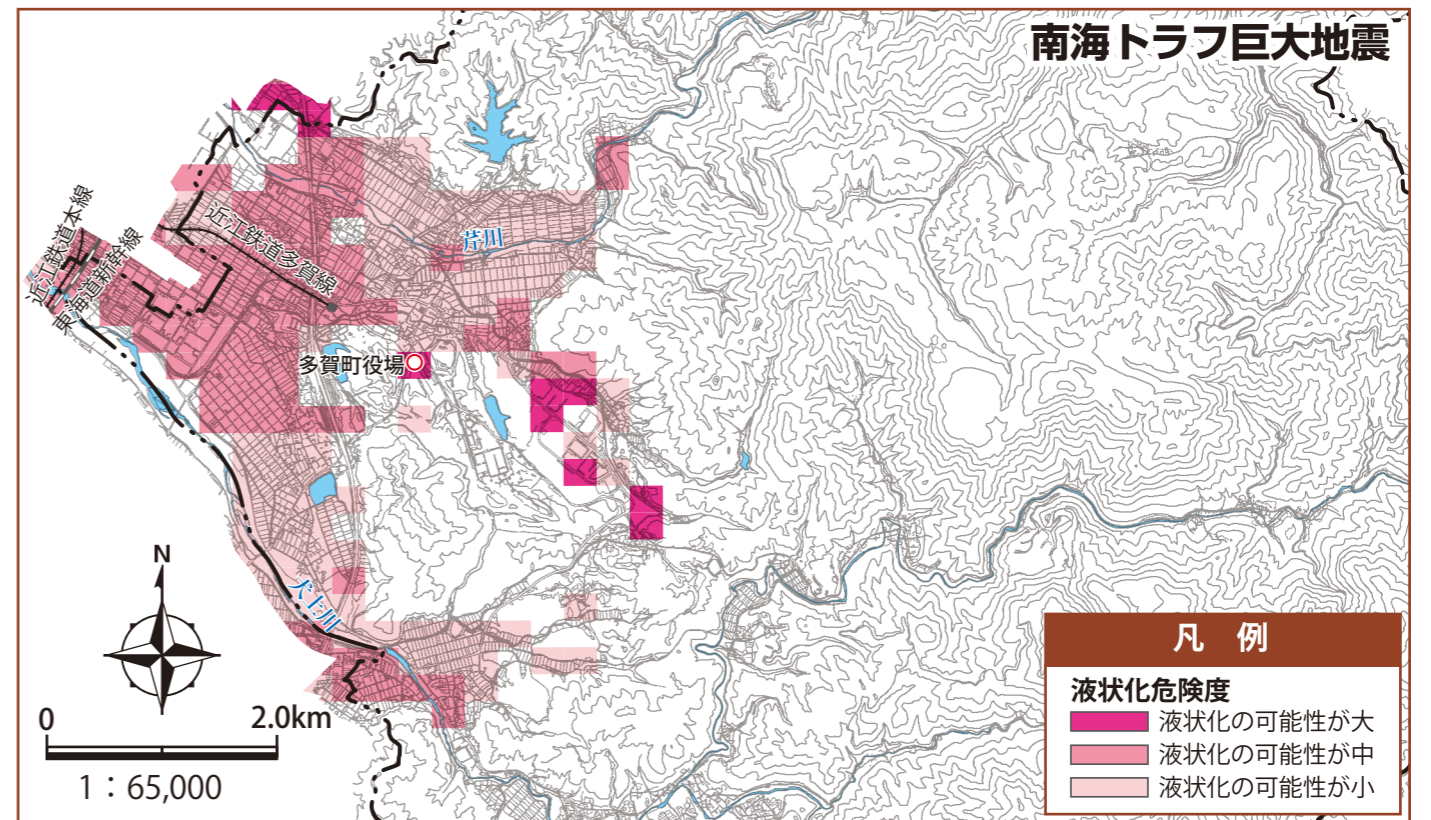 南海トラフ巨大地震
近江鉄道本線
東海道新幹線
近江鉄道多賀線
芹川
多賀町役場
犬上川
N
0
2.0km
1：65,000
凡 例
液状化危険度
液状化の可能性が大
液状化の可能性が中
液状化の可能性が小